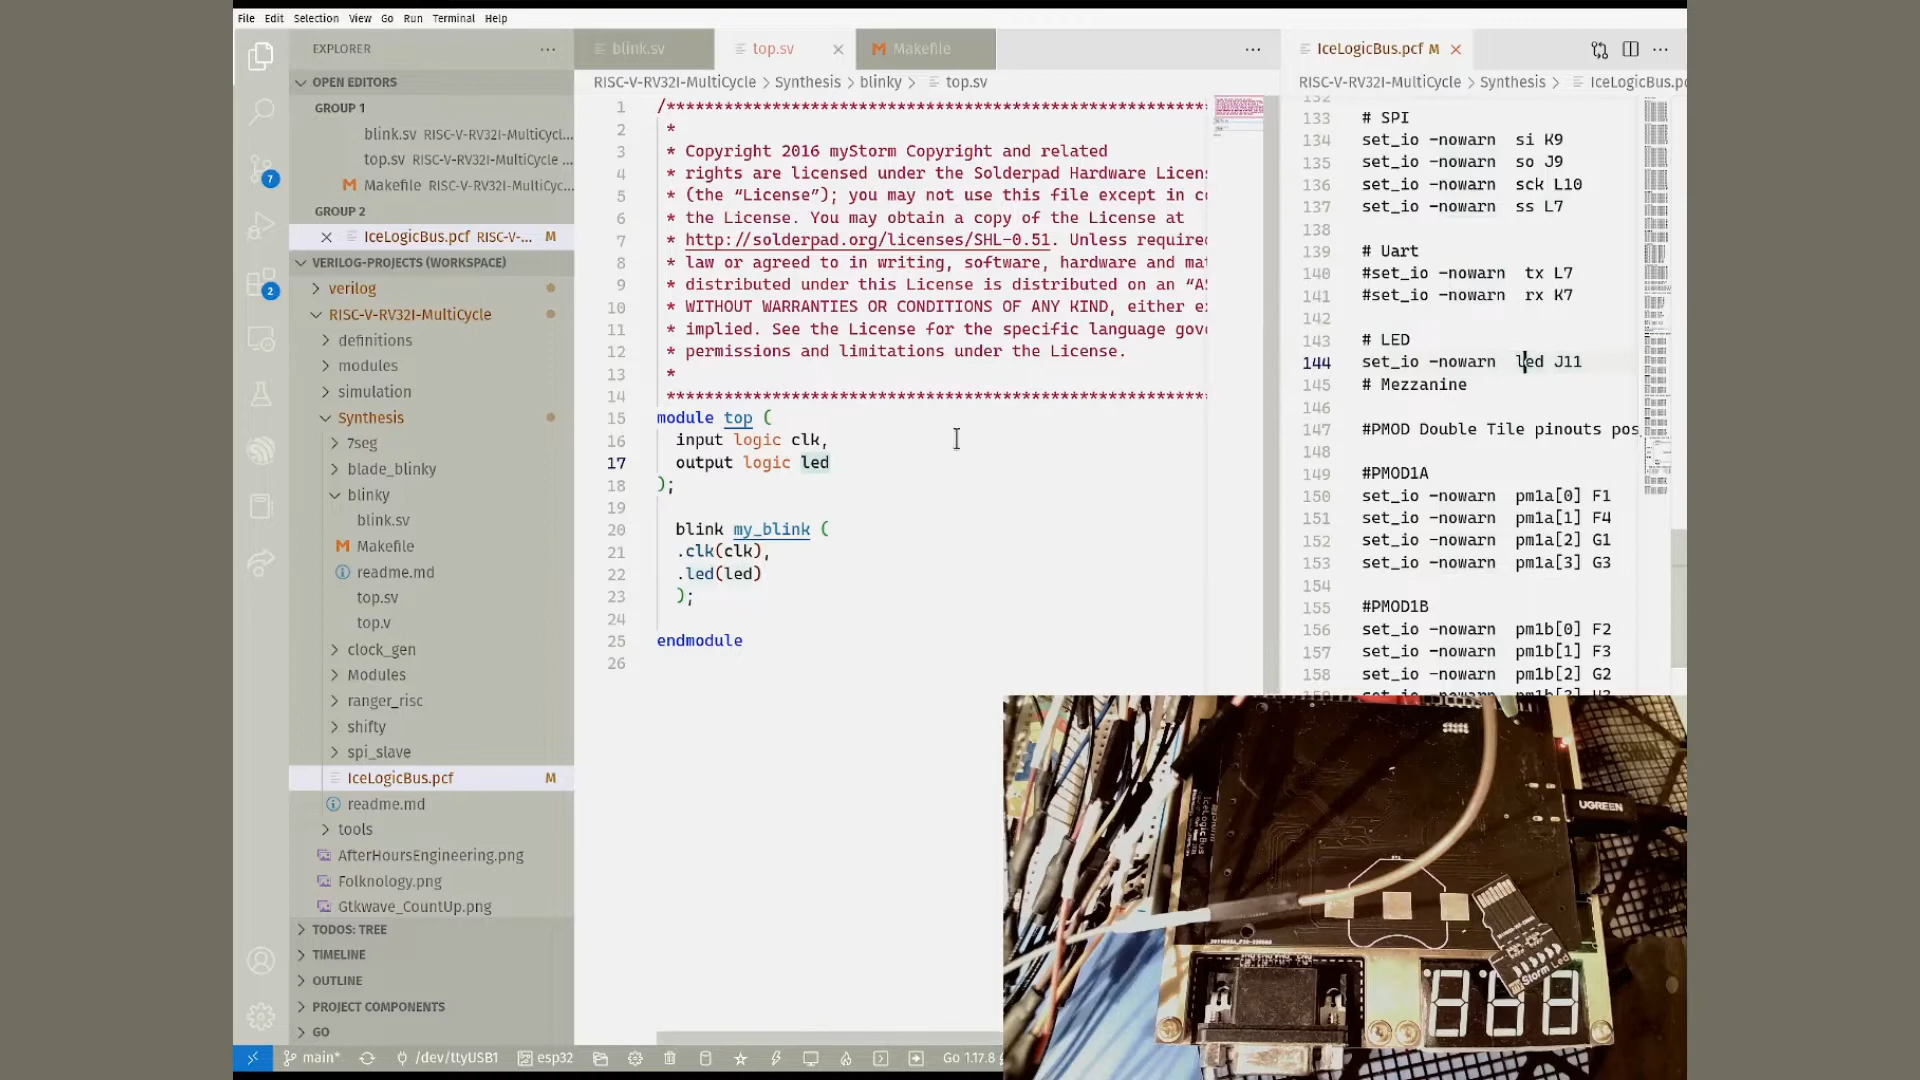 File Edit Selection View Go Run Terminal Help
EXPLORER
OPEN EDITORS
GROUP 1
blink.sv RISC-V-RV32I-MultiCycl...
top.sv RISC-V-RV32I-MultiCycle ...
Makefile RISC-V-RV32I-MultiCyc...
GROUP 2
IceLogicBus.pcf RISC-V-... M
VERILOG-PROJECTS (WORKSPACE)
verilog
RISC-V-RV32I-MultiCycle
definitions
modules
simulation
Synthesis
7seg
blade_blinky
blinky
blink.sv
Makefile
readme.md
top.sv
top.v
clock_gen
Modules
ranger_risc
shifty
spi_slave
IceLogicBus.pcf M
readme.md
tools
AfterHoursEngineering.png
Folknology.png
Gtkwave_CountUp.png
TODOS: TREE
TIMELINE
OUTLINE
PROJECT COMPONENTS
GO
7
2
blink.sv top.sv Makefile
RISC-V-RV32I-MultiCycle > Synthesis > blinky > top.sv
1 /**********************************************************
2 *
3 * Copyright 2016 myStorm Copyright and related
4 * rights are licensed under the Solderpad Hardware Licens
5 * (the “License”); you may not use this file except in co
6 * the License. You may obtain a copy of the License at
7 * http://solderpad.org/licenses/SHL-0.51. Unless required
8 * law or agreed to in writing, software, hardware and mat
9 * distributed under this License is distributed on an “AS
10 * WITHOUT WARRANTIES OR CONDITIONS OF ANY KIND, either ex
11 * implied. See the License for the specific language gove
12 * permissions and limitations under the License.
13 *
14 *********************************************************
15 module top (
16 input logic clk,
17 output logic led
18 );
19
20 blink my_blink (
21 .clk(clk),
22 .led(led)
23 );
24
25 endmodule
26
IceLogicBus.pcf M
RISC-V-RV32I-MultiCycle > Synthesis > IceLogicBus.pc
132
133 # SPI
134 set_io -nowarn si K9
135 set_io -nowarn so J9
136 set_io -nowarn sck L10
137 set_io -nowarn ss L7
138
139 # Uart
140 #set_io -nowarn tx L7
141 #set_io -nowarn rx K7
142
143 # LED
144 set_io -nowarn led J11
145 # Mezzanine
146
147 #PMOD Double Tile pinouts pos
148
149 #PMOD1A
150 set_io -nowarn pm1a[0] F1
151 set_io -nowarn pm1a[1] F4
152 set_io -nowarn pm1a[2] G1
153 set_io -nowarn pm1a[3] G3
154
155 #PMOD1B
156 set_io -nowarn pm1b[0] F2
157 set_io -nowarn pm1b[1] F3
158 set_io -nowarn pm1b[2] G2
UGREEN
IceLogicBus
Storm Led
main* /dev/ttyUSB1 esp32 Go 1.17.8